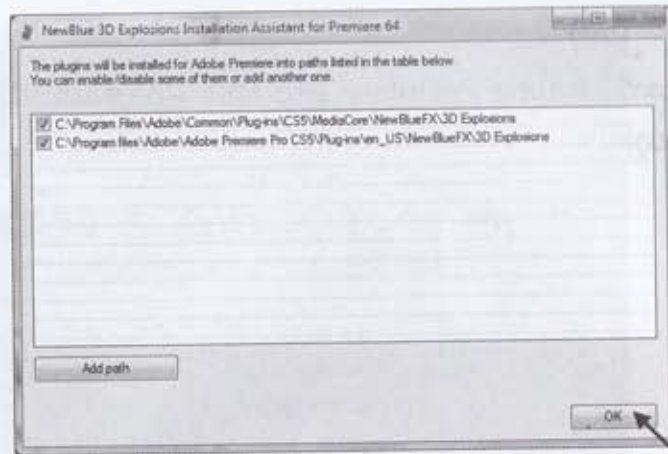 NewBlue 3D Explosions Installation Assistant for Premiere 64
The plugins will be installed for Adobe Premiere into paths listed in the table below.
You can enable/disable some of them or add another one.
C:\Program Files\Adobe\Common\Plug-ins\CS5\MediaCore\NewBlueFX\3D Explosions
C:\Program files\Adobe\Adobe Premiere Pro CS5\Plug-ins\en_US\NewBlueFX\3D Explosions
Add path
OK